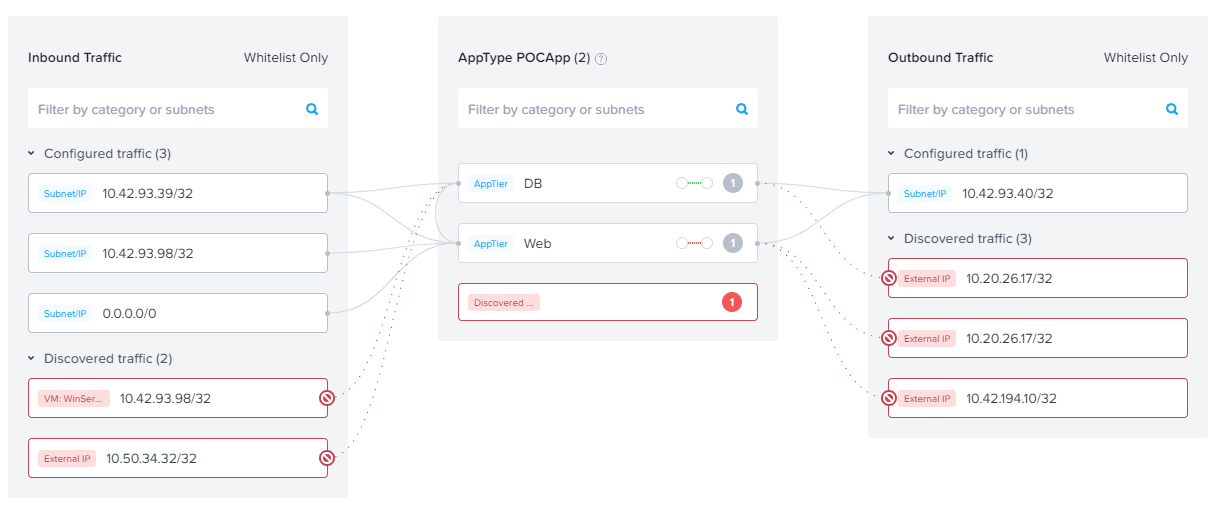 Inbound Traffic
Whitelist Only
Filter by category or subnets
Configured traffic (3)
Subnet/IP 10.42.93.39/32
Subnet/IP 10.42.93.98/32
Subnet/IP 0.0.0.0/0
Discovered traffic (2)
VM: WinSer... 10.42.93.98/32
External IP 10.50.34.32/32
AppType POCApp (2) ?
Filter by category or subnets
AppTier DB 1
AppTier Web 1
Discovered ... 1
Outbound Traffic
Whitelist Only
Filter by category or subnets
Configured traffic (1)
Subnet/IP 10.42.93.40/32
Discovered traffic (3)
External IP 10.20.26.17/32
External IP 10.20.26.17/32
External IP 10.42.194.10/32